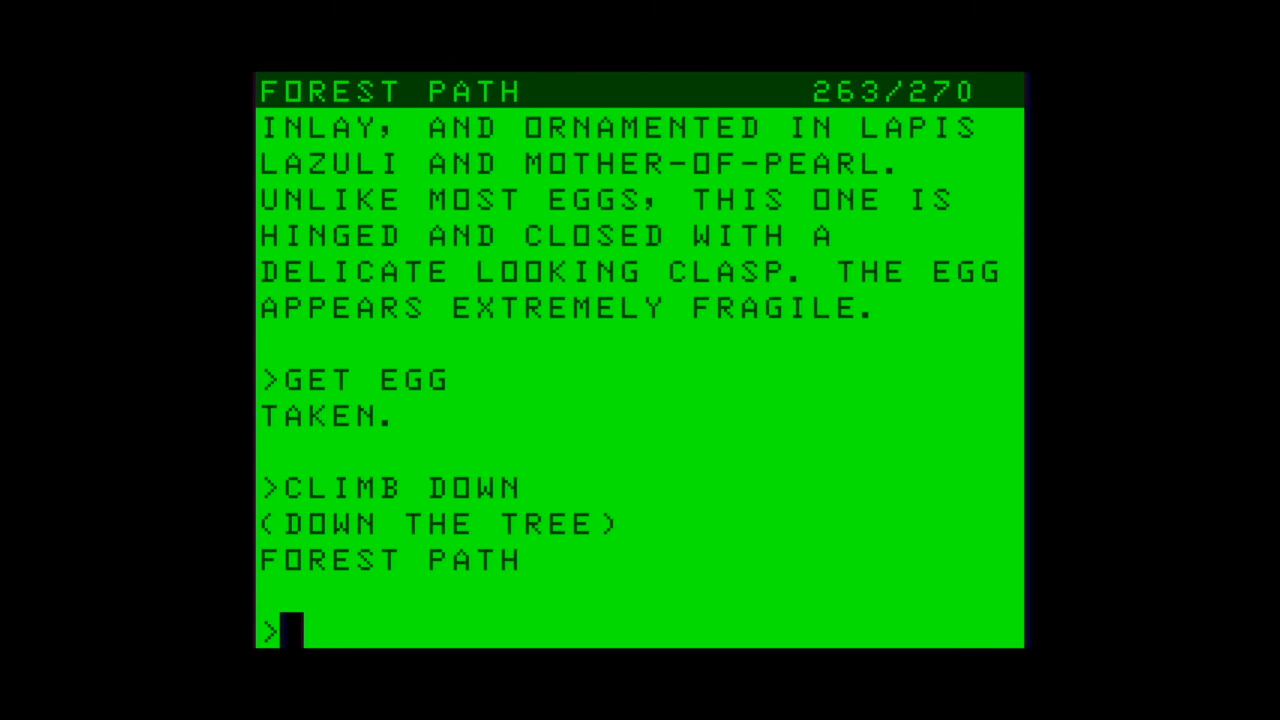 FOREST PATH 263/270
INLAY, AND ORNAMENTED IN LAPIS
LAZULI AND MOTHER-OF-PEARL.
UNLIKE MOST EGGS, THIS ONE IS
HINGED AND CLOSED WITH A
DELICATE LOOKING CLASP. THE EGG
APPEARS EXTREMELY FRAGILE.
>GET EGG
TAKEN.
>CLIMB DOWN
(DOWN THE TREE)
FOREST PATH
>